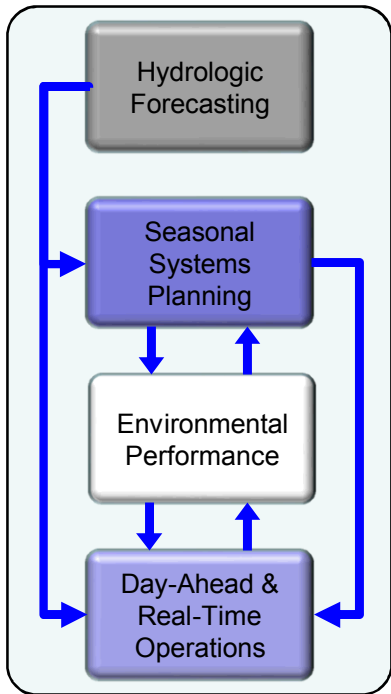 Hydrologic
Forecasting
Seasonal
Systems
Planning
Environmental
Performance
Day-Ahead &
Real-Time
Operations